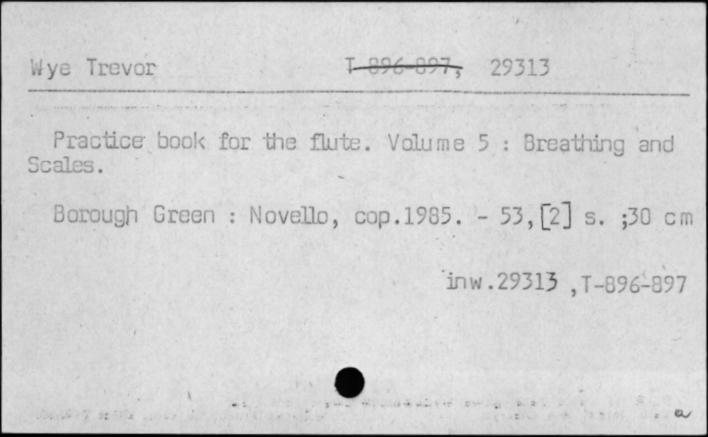 Wye Trevor T-896-897, 29313
Practice book for the flute. Volume 5 : Breathing and
Scales.
Borough Green : Novello, cop.1985. - 53,[2] s. ;30 cm
inw.29313 ,T-896-897
a